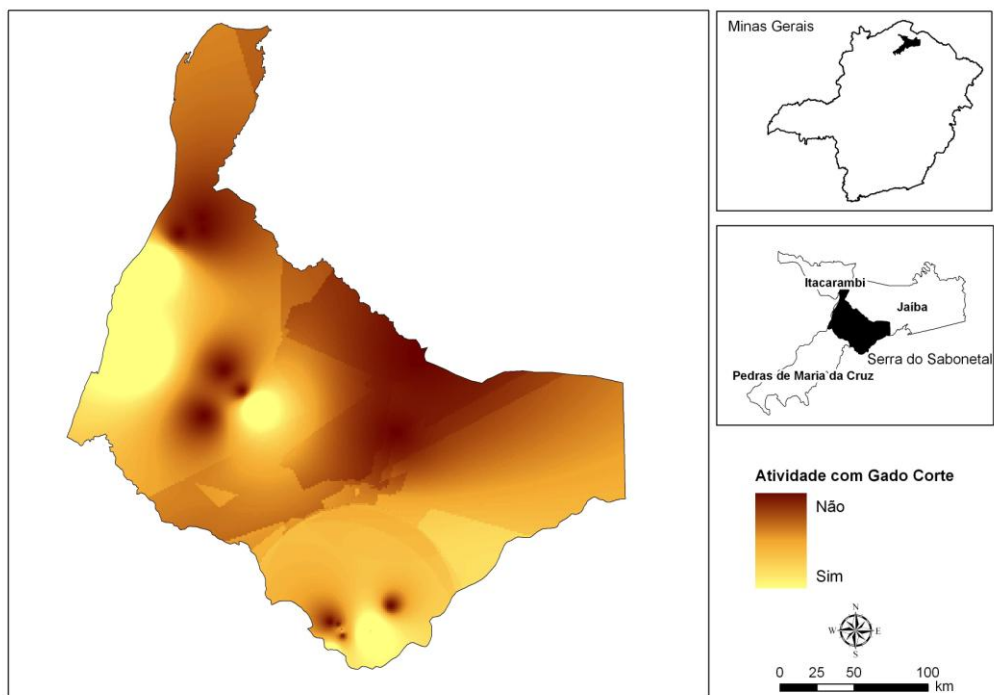 Minas Gerais
Itacarambi
Jaíba
Serra do Sabonetal
Pedras de Maria da Cruz
Atividade com Gado Corte
Não
Sim
N
W E
S
0 25 50 100
km